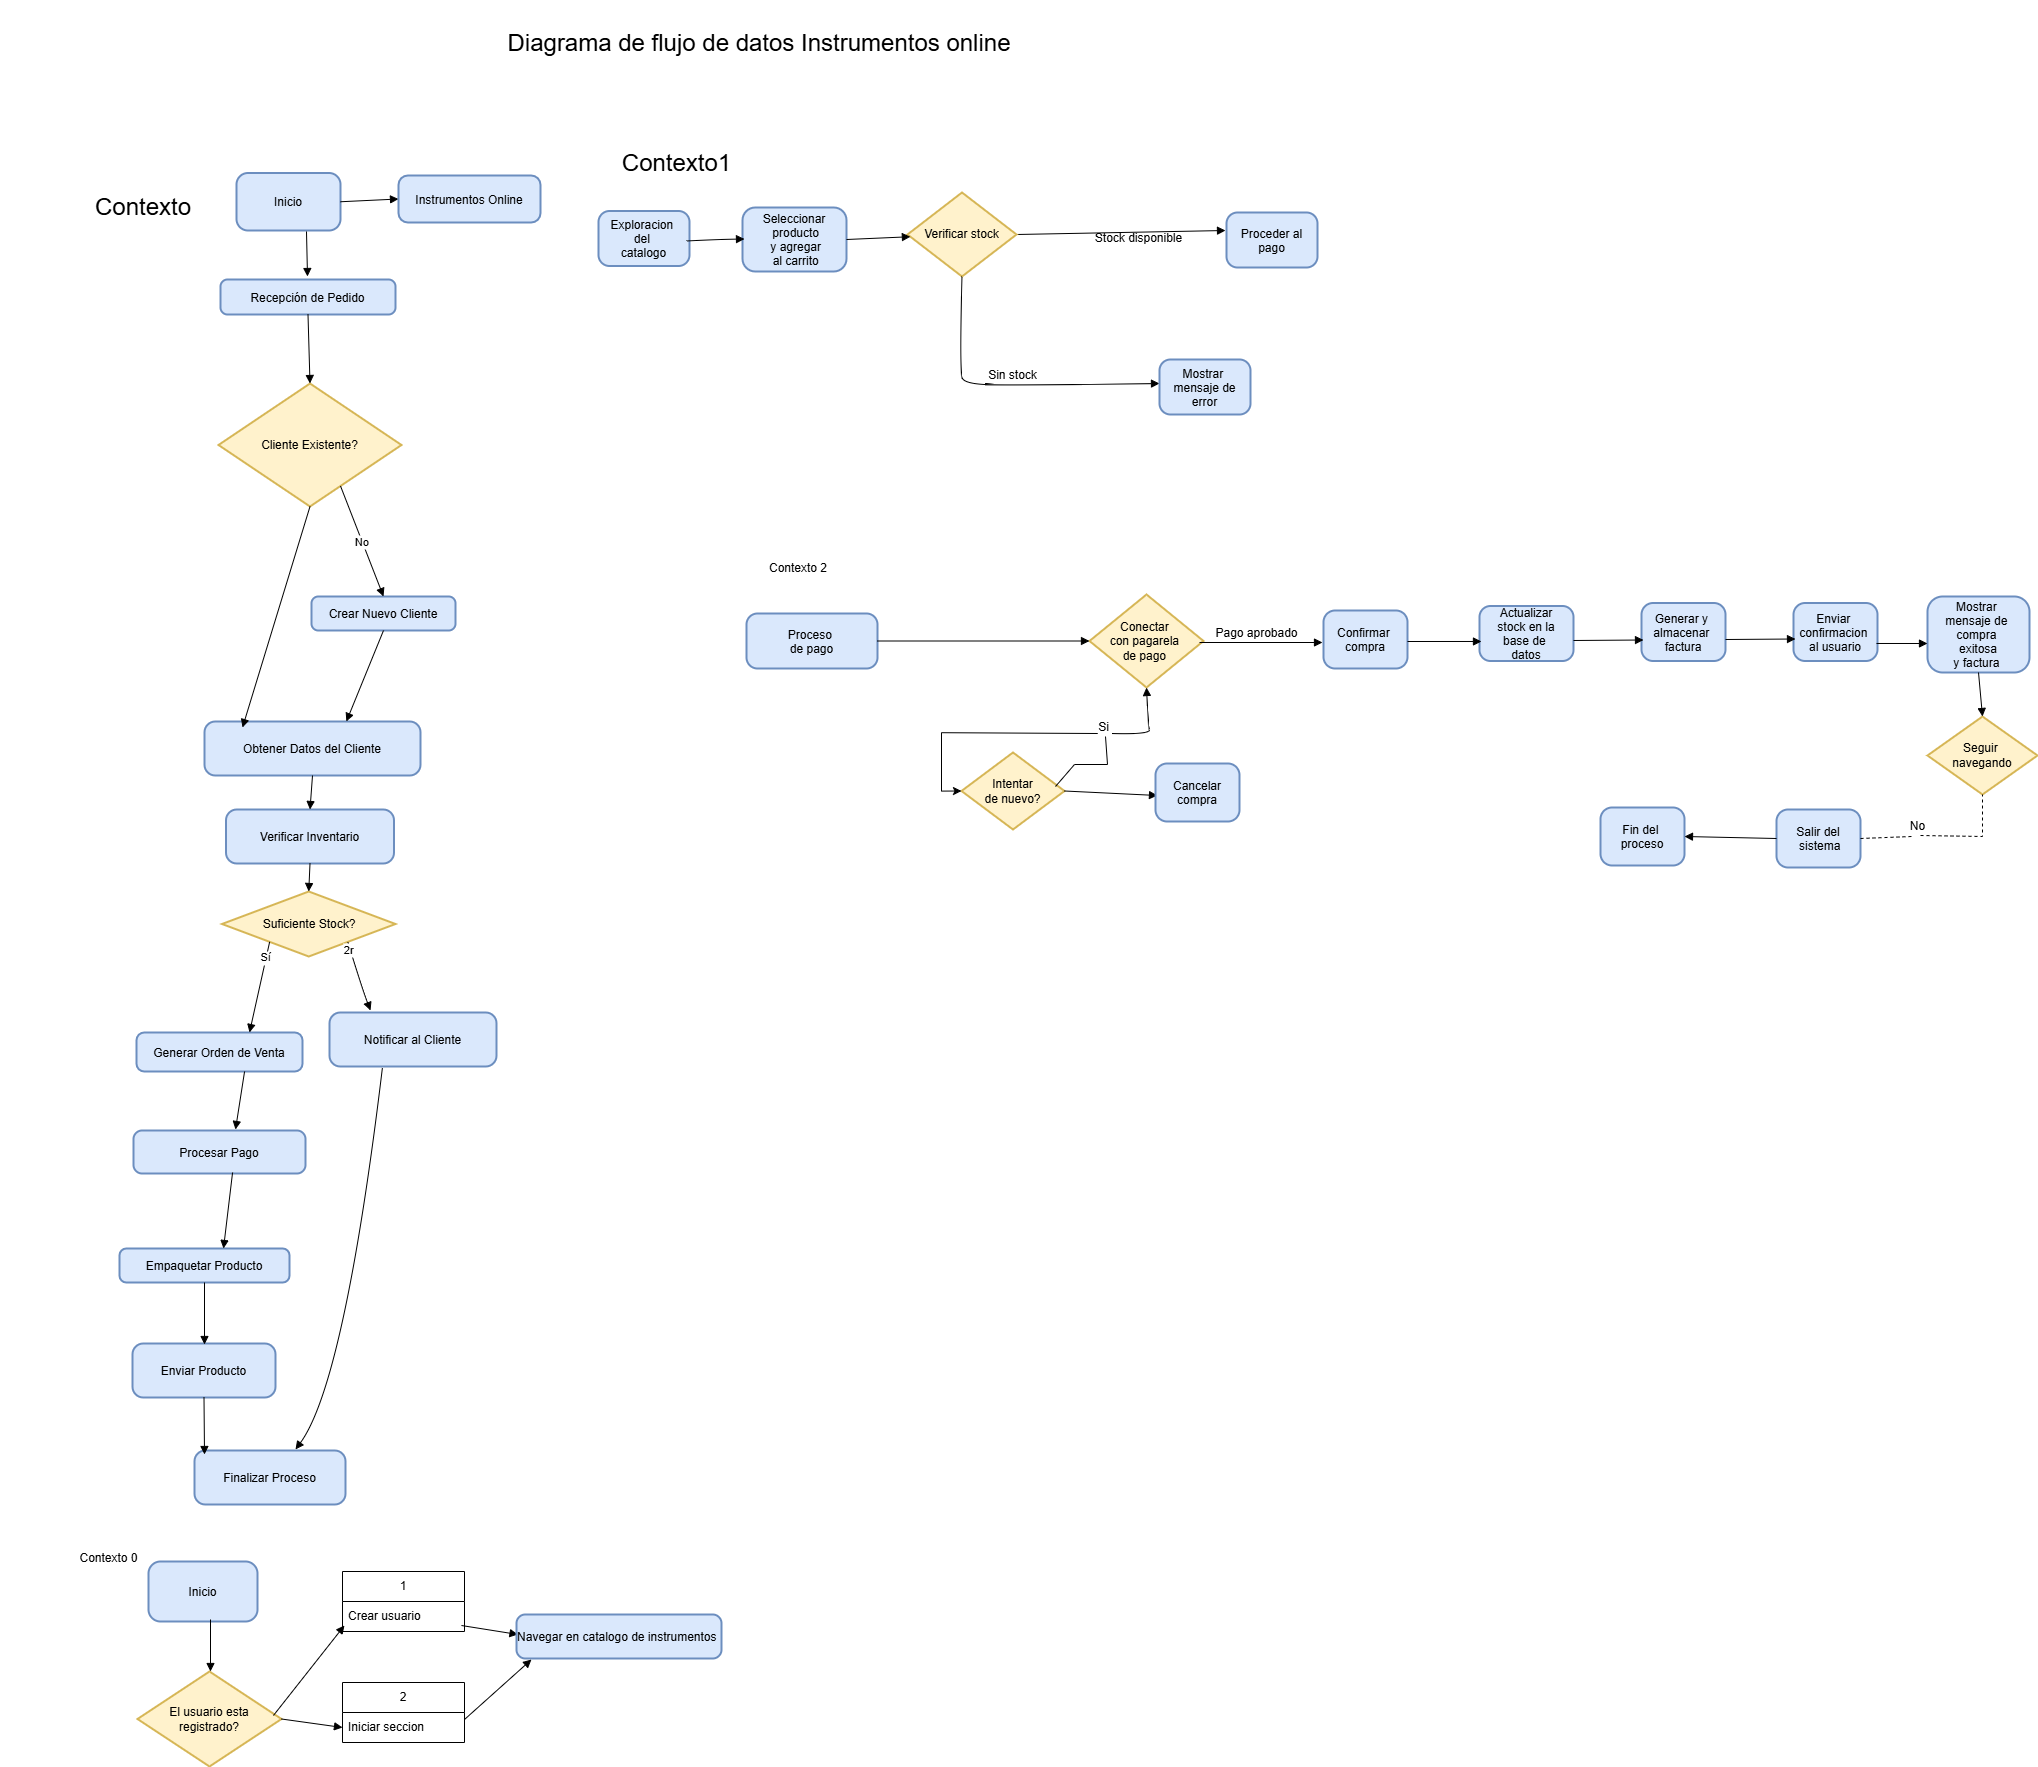 Diagrama de flujo de datos Instrumentos online
Contexto
Inicio
Instrumentos Online
Recepción de Pedido
Cliente Existente?
No
Crear Nuevo Cliente
Obtener Datos del Cliente
Verificar Inventario
Suficiente Stock?
Sí
2r
Generar Orden de Venta
Notificar al Cliente
Procesar Pago
Empaquetar Producto
Enviar Producto
Finalizar Proceso
Contexto1
Exploracion
del
catalogo
Seleccionar
producto
y agregar
al carrito
Verificar stock
Stock disponible
Proceder al
pago
Sin stock
Mostrar
mensaje de
error
Contexto 2
Proceso
de pago
Conectar
con pagarela
de pago
Pago aprobado
Confirmar
compra
Actualizar
stock en la
base de
datos
Generar y
almacenar
factura
Enviar
confirmacion
al usuario
Mostrar
mensaje de
compra
exitosa
y factura
Si
Intentar
de nuevo?
Cancelar
compra
Seguir
navegando
No
Salir del
sistema
Fin del
proceso
Contexto 0
Inicio
El usuario esta
registrado?
1
Crear usuario
2
Iniciar seccion
Navegar en catalogo de instrumentos